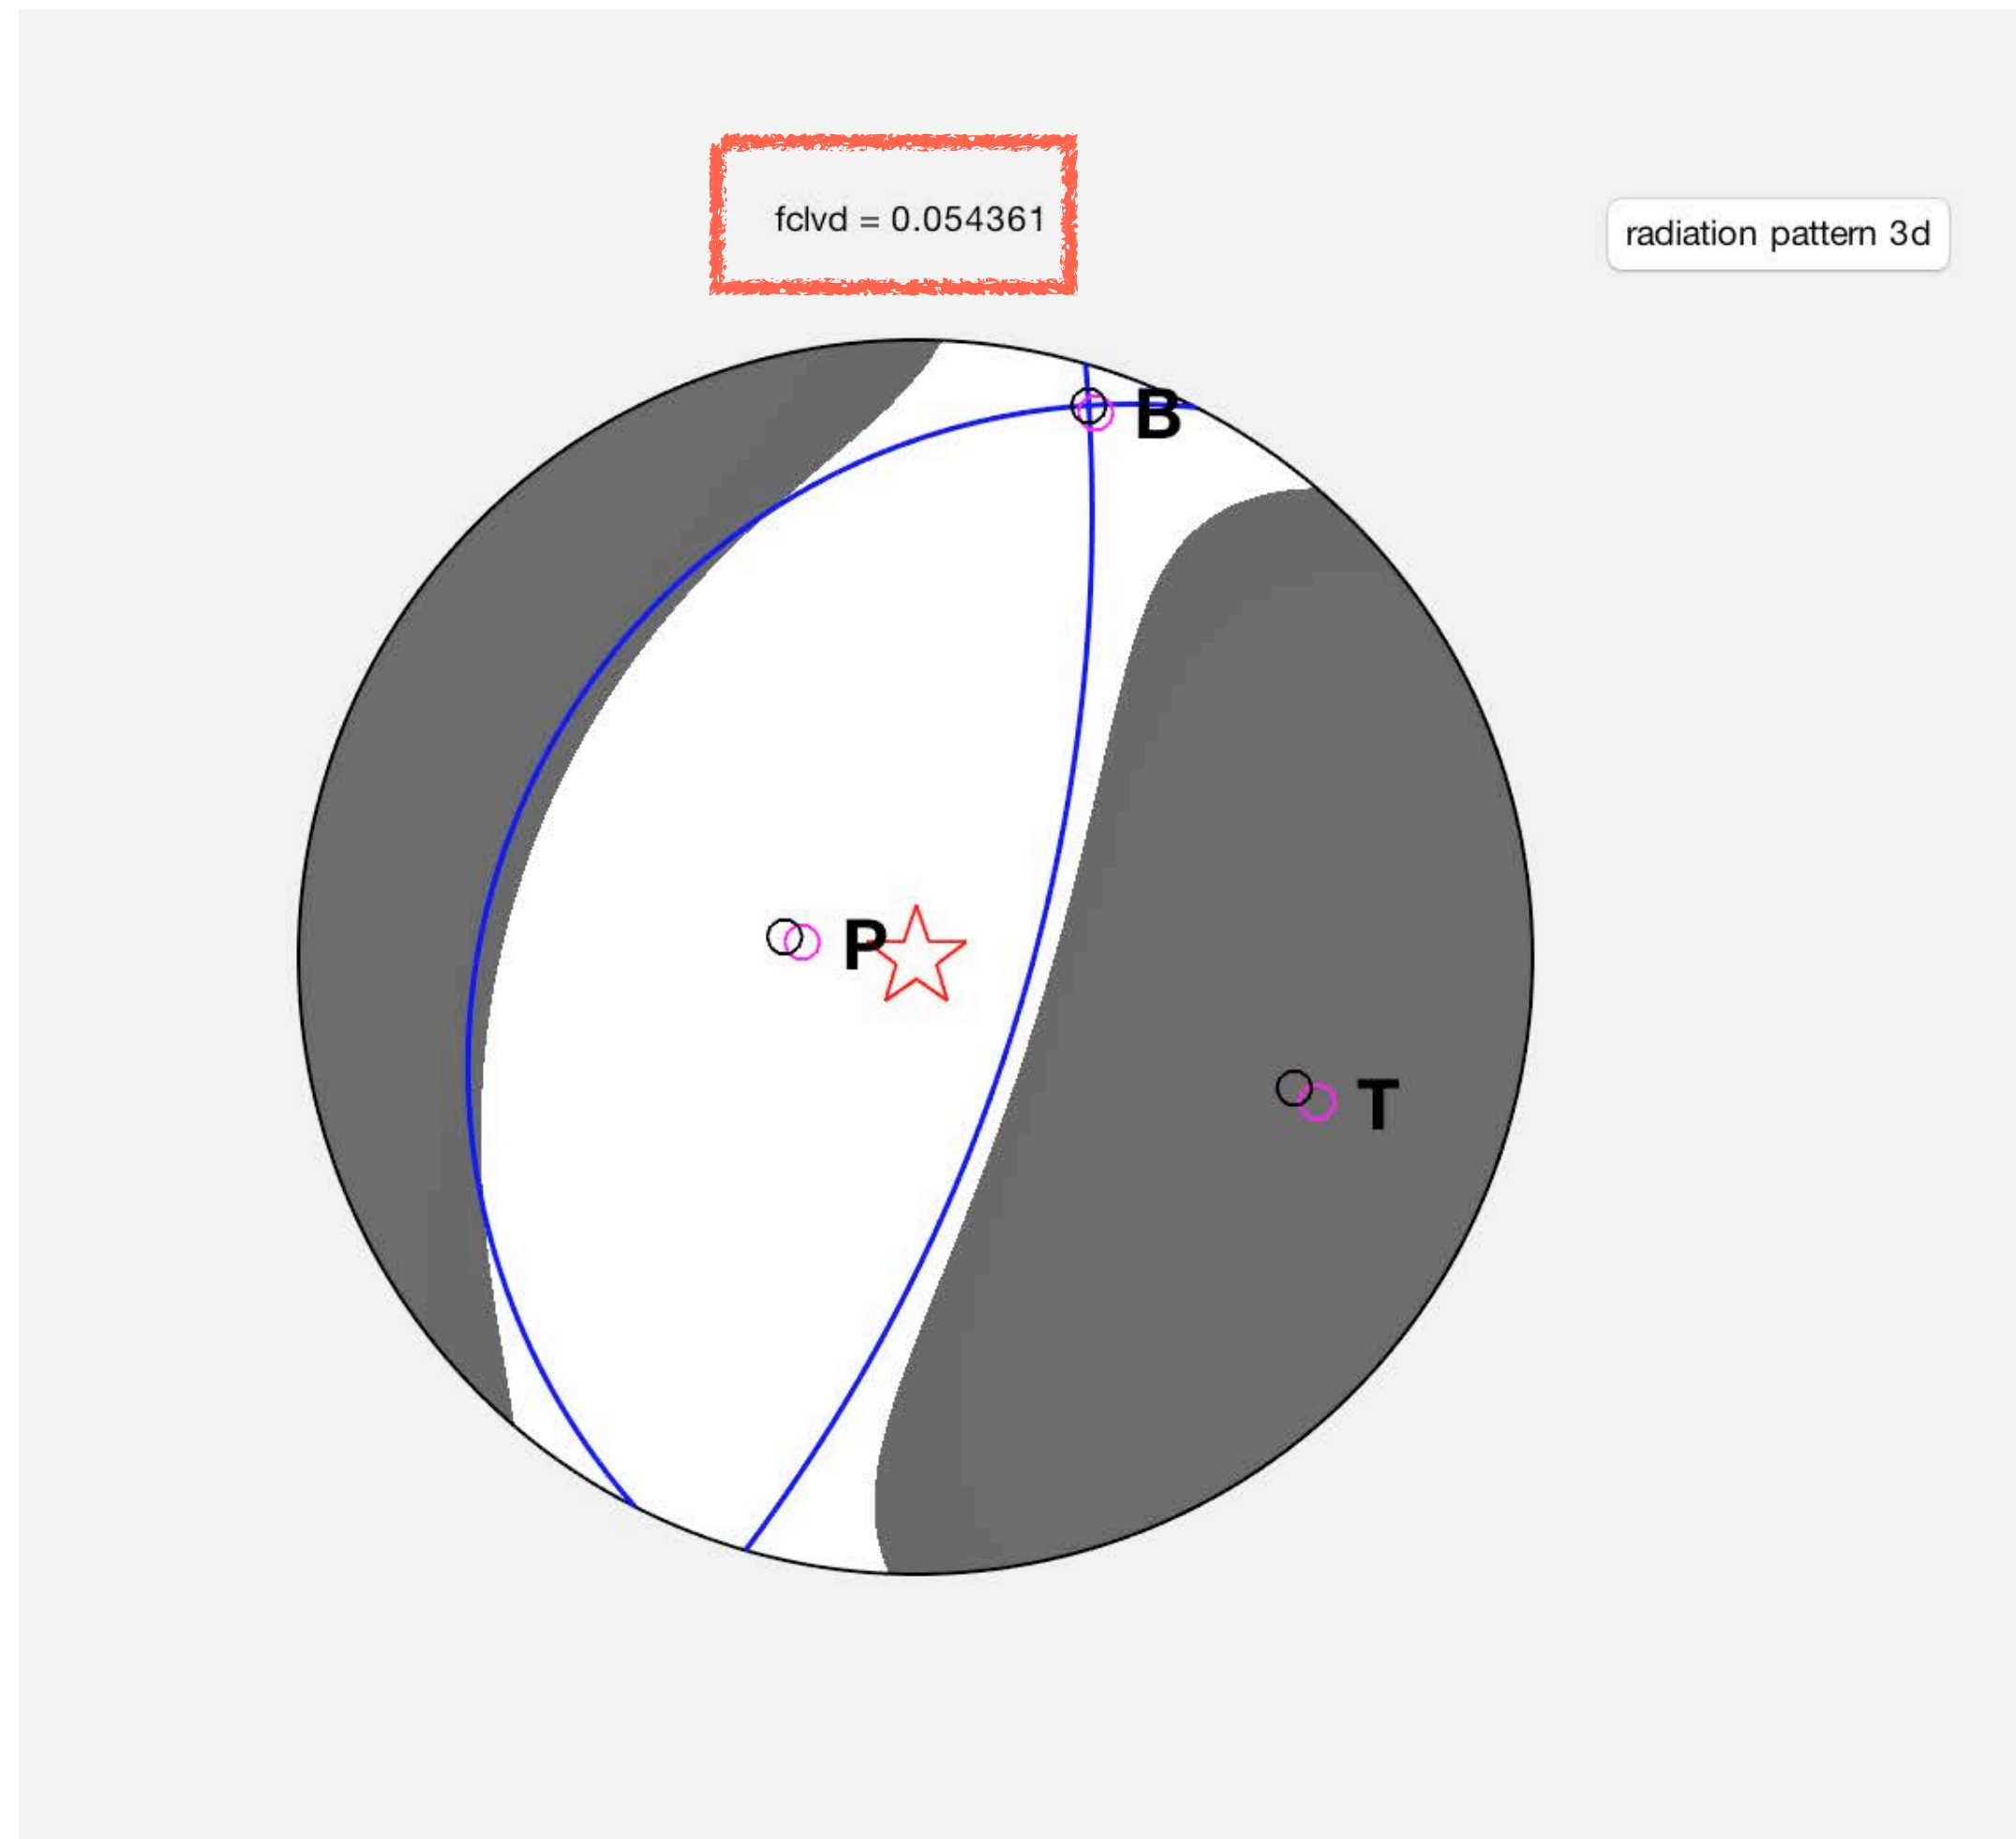 fclvd = 0.054361
radiation pattern 3d
B
P
T